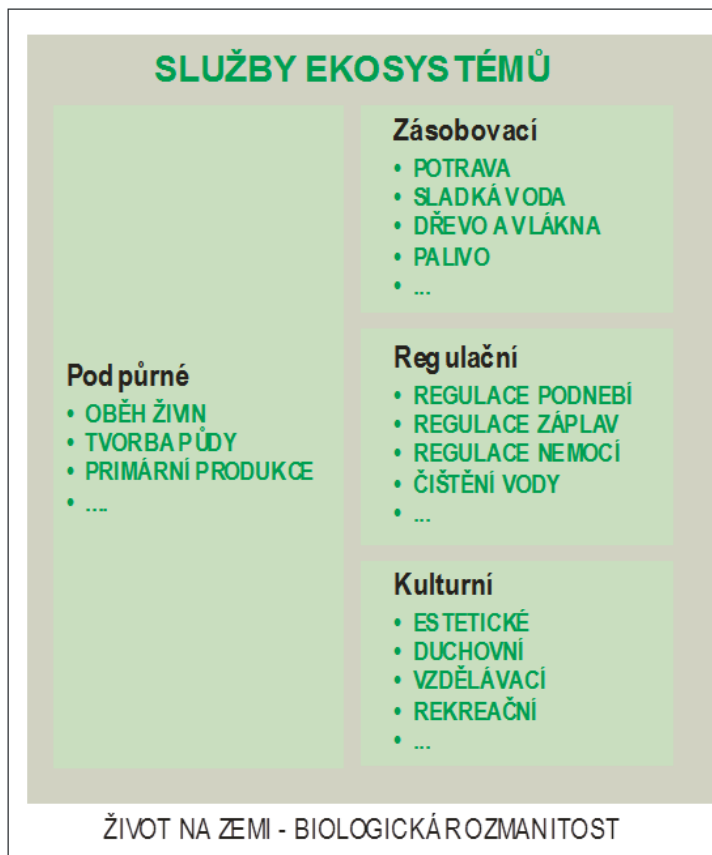 SLUŽBY EKOSYSTÉMŮ
Podpůrné
• OBĚH ŽIVIN
• TVORBA PŮDY
• PRIMÁRNÍ PRODUKCE
• ....
Zásobovací
• POTRAVA
• SLADKÁ VODA
• DŘEVO A VLÁKNA
• PALIVO
• ...
Regulační
• REGULACE PODNEBÍ
• REGULACE ZÁPLAV
• REGULACE NEMOCÍ
• ČIŠTĚNÍ VODY
• ...
Kulturní
• ESTETICKÉ
• DUCHOVNÍ
• VZDĚLÁVACÍ
• REKREAČNÍ
• ...
ŽIVOT NA ZEMI - BIOLOGICKÁ ROZMANITOST